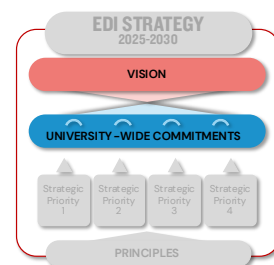 EDI STRATEGY
2025-2030
VISION
UNIVERSITY-WIDE COMMITMENTS
Strategic Priority 1
Strategic Priority 2
Strategic Priority 3
Strategic Priority 4
PRINCIPLES